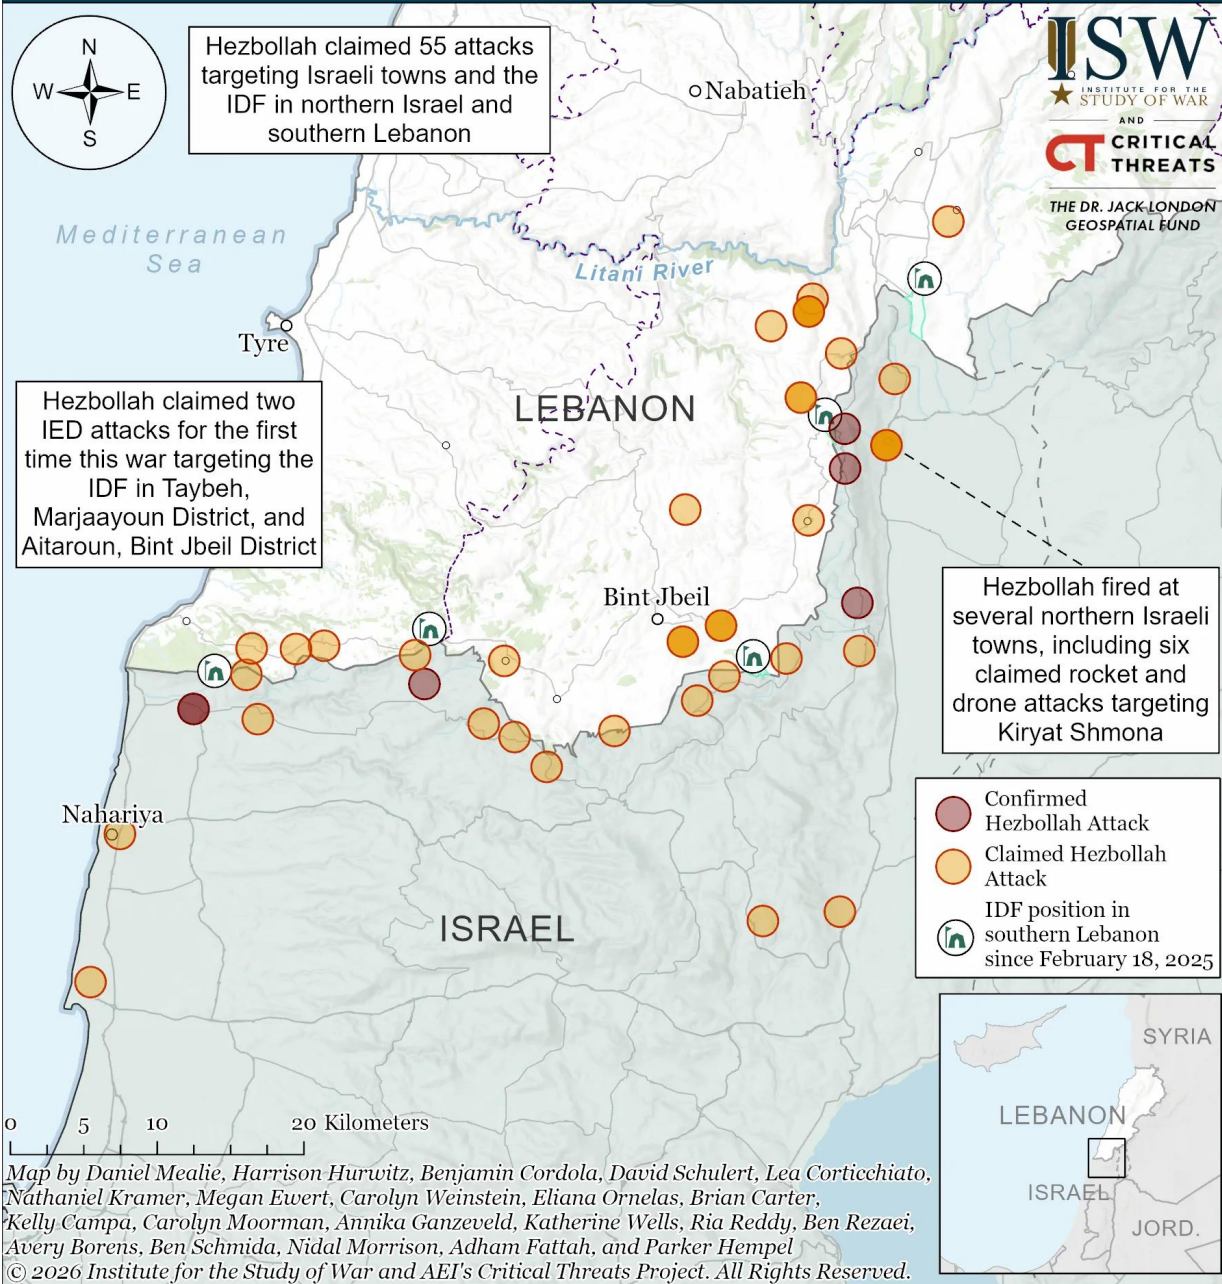 N
W
E
S
Hezbollah claimed 55 attacks
targeting Israeli towns and the
IDF in northern Israel and
southern Lebanon
Nabatieh
ISW
INSTITUTE FOR THE
STUDY OF WAR
AND
CT CRITICAL
THREATS
THE DR. JACK LONDON
GEOSPATIAL FUND
Mediterranean
Sea
Litani River
Tyre
LEBANON
Hezbollah claimed two
IED attacks for the first
time this war targeting the
IDF in Taybeh,
Marjaayoun District, and
Aitaroun, Bint Jbeil District
Bint Jbeil
Hezbollah fired at
several northern Israeli
towns, including six
claimed rocket and
drone attacks targeting
Kiryat Shmona
Nahariya
Confirmed
Hezbollah Attack
Claimed Hezbollah
Attack
IDF position in
southern Lebanon
since February 18, 2025
ISRAEL
SYRIA
LEBANON
ISRAEL
JORD.
0 5 10 20 Kilometers
Map by Daniel Mealie, Harrison Hurwitz, Benjamin Cordola, David Schulert, Lea Corticchiato,
Nathaniel Kramer, Megan Ewert, Carolyn Weinstein, Eliana Ornelas, Brian Carter,
Kelly Campa, Carolyn Moorman, Annika Ganzeveld, Katherine Wells, Ria Reddy, Ben Rezaei,
Avery Borens, Ben Schmida, Nidal Morrison, Adham Fattah, and Parker Hempel
© 2026 Institute for the Study of War and AEI's Critical Threats Project. All Rights Reserved.